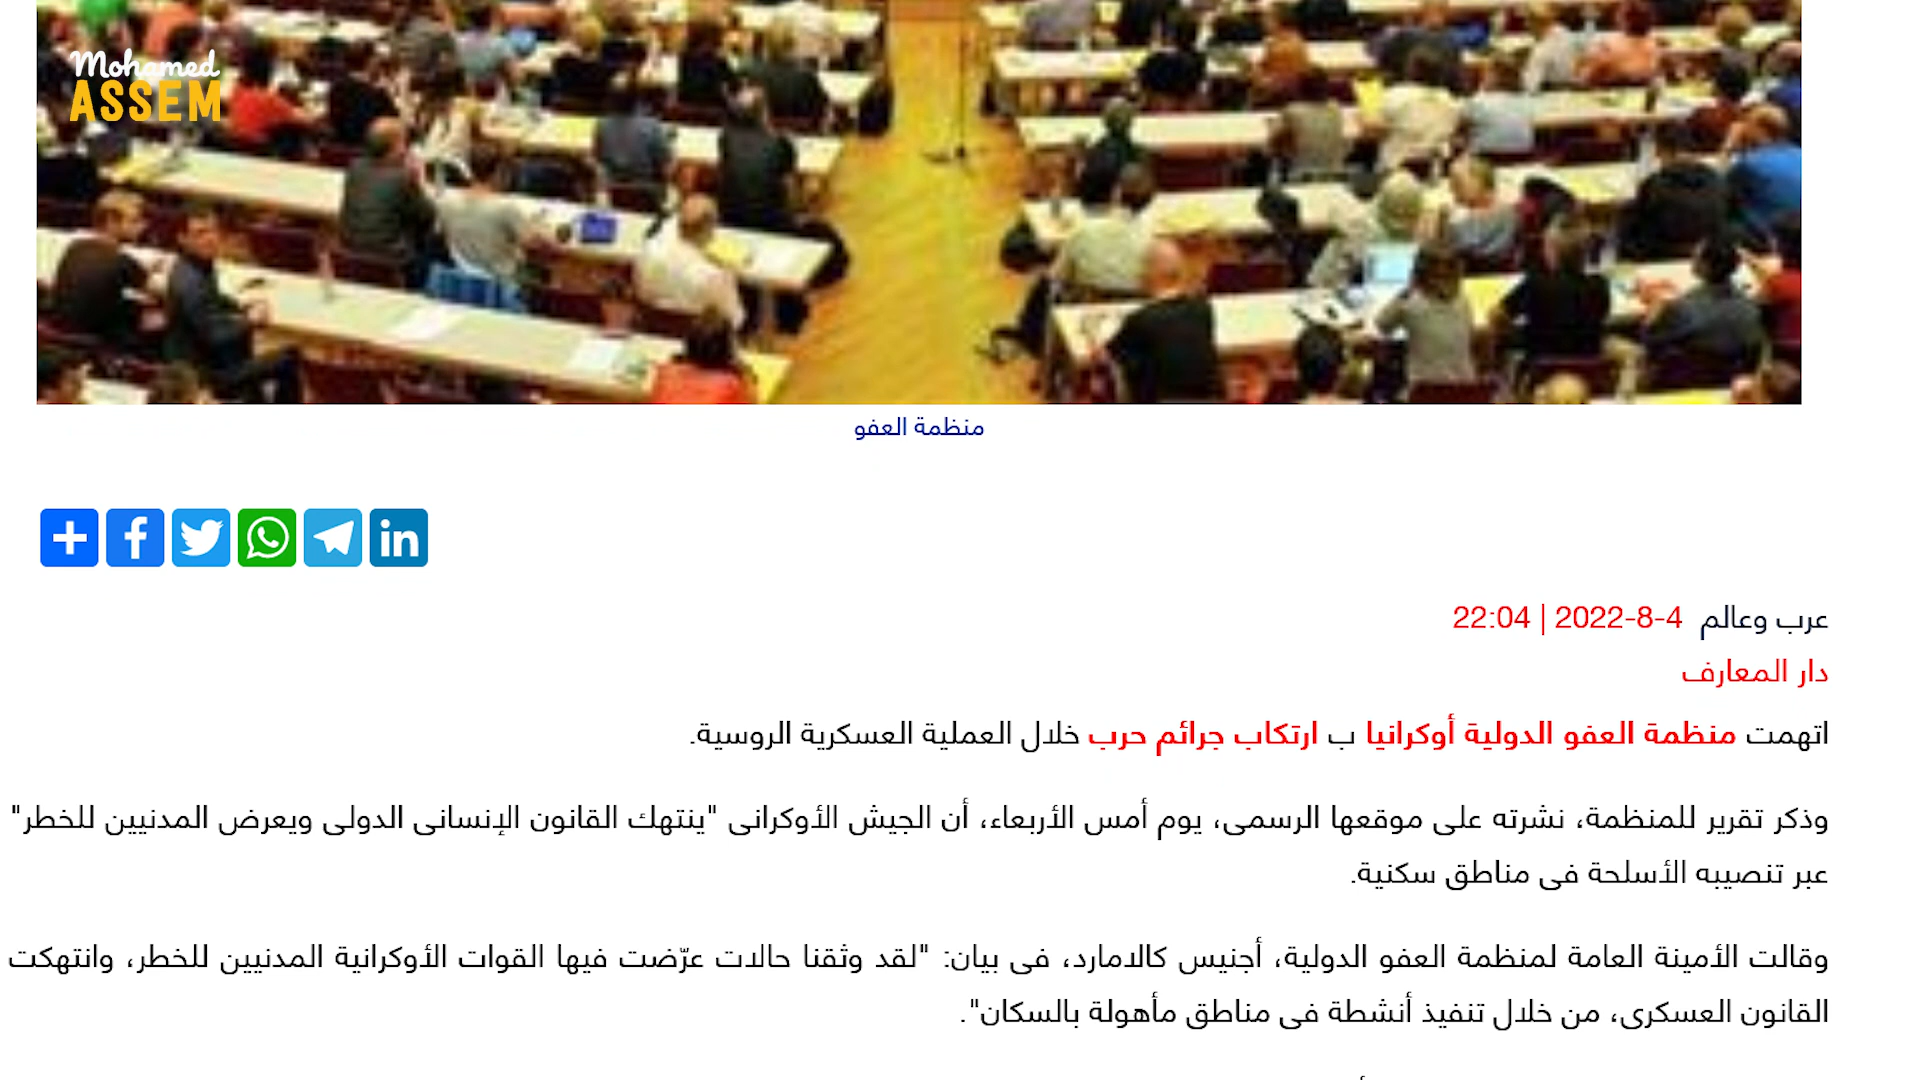 Mohamed
ASSEM
منظمة العفو
عرب وعالم 4-8-2022 | 22:04
دار المعارف
اتهمت منظمة العفو الدولية أوكرانيا ب ارتكاب جرائم حرب خلال العملية العسكرية الروسية.
وذكر تقرير للمنظمة، نشرته على موقعها الرسمى، يوم أمس الأربعاء، أن الجيش الأوكرانى "ينتهك القانون الإنسانى الدولى ويعرض المدنيين للخطر"
عبر تنصيبه الأسلحة فى مناطق سكنية.
وقالت الأمينة العامة لمنظمة العفو الدولية، أجنيس كالامارد، فى بيان: "لقد وثقنا حالات عرّضت فيها القوات الأوكرانية المدنيين للخطر، وانتهكت
القانون العسكرى، من خلال تنفيذ أنشطة فى مناطق مأهولة بالسكان".